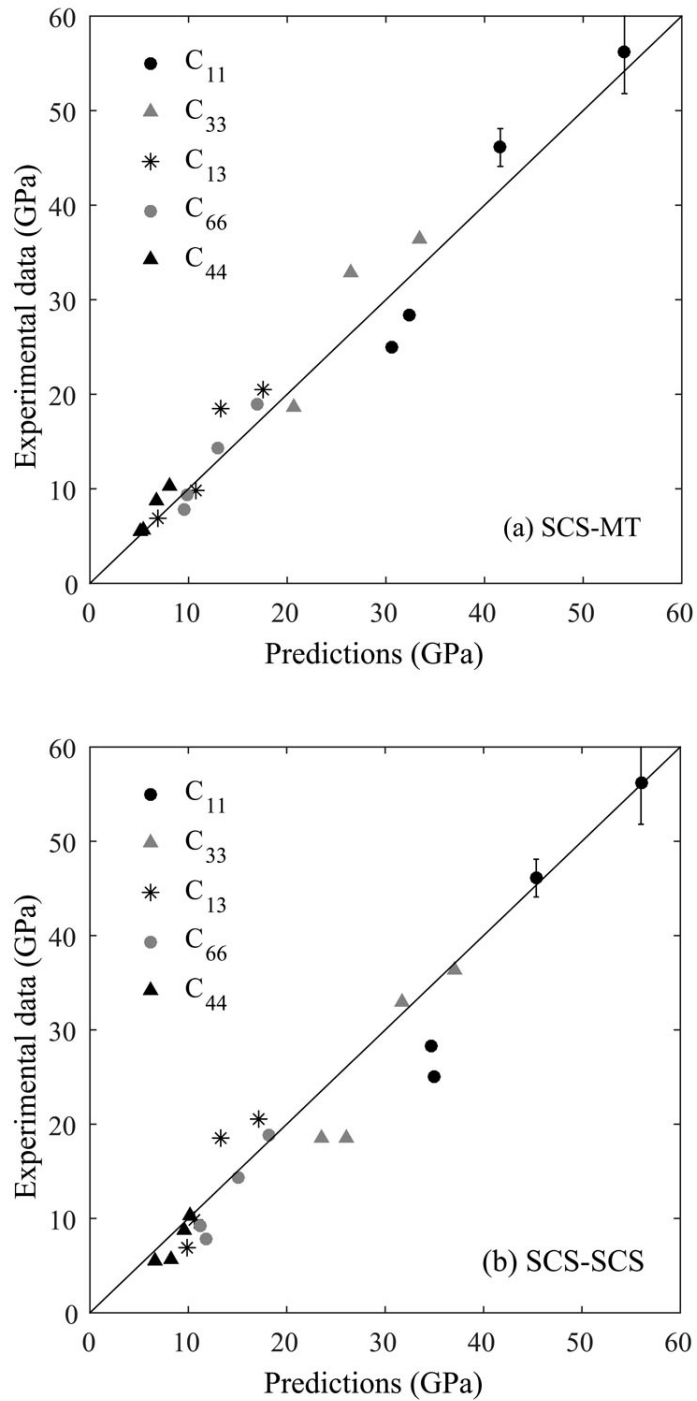 60
50
40
30
20
10
0
Experimental data (GPa)
C11
C33
C13
C66
C44
(a) SCS-MT
0 10 20 30 40 50 60
Predictions (GPa)
60
50
40
30
20
10
0
Experimental data (GPa)
C11
C33
C13
C66
C44
(b) SCS-SCS
0 10 20 30 40 50 60
Predictions (GPa)